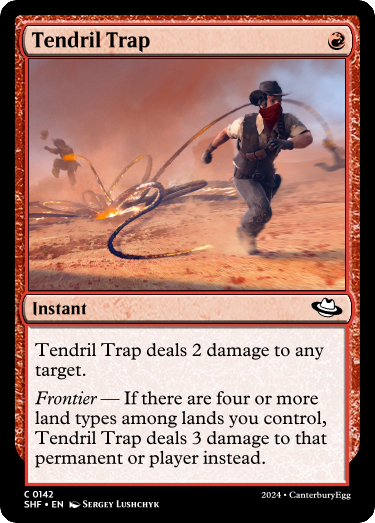 Tendril Trap
Instant
Tendril Trap deals 2 damage to any
target.
Frontier — If there are four or more
land types among lands you control,
Tendril Trap deals 3 damage to that
permanent or player instead.
C 0142
SHF • EN Sergey Lushchyk
2024 • CanterburyEgg